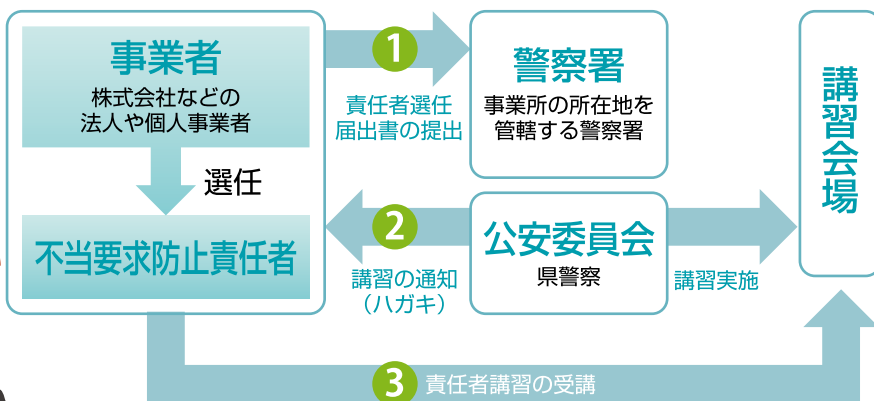 事業者
株式会社などの
法人や個人事業者
選任
不当要求防止責任者
1
責任者選任
届出書の提出
警察署
事業所の所在地を
管轄する警察署
2
講習の通知
（ハガキ）
公安委員会
県警察
講習実施
講習会場
3 責任者講習の受講